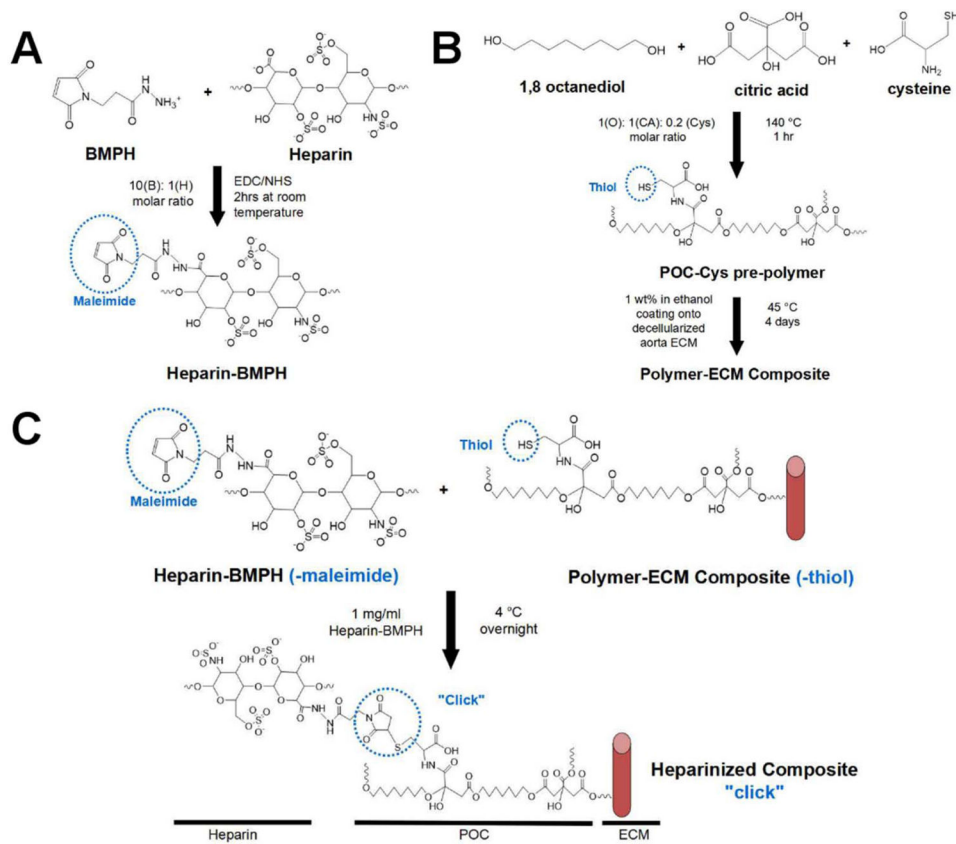 A
BMPH
+
Heparin
10(B): 1(H)
molar ratio
EDC/NHS
2hrs at room
temperature
Maleimide
Heparin-BMPH
B
1,8 octanediol
+
citric acid
+
cysteine
1(O): 1(CA): 0.2 (Cys)
molar ratio
140 °C
1 hr
Thiol
POC-Cys pre-polymer
1 wt% in ethanol
coating onto
decellularized
aorta ECM
45 °C
4 days
Polymer-ECM Composite
C
Maleimide
Heparin-BMPH (-maleimide)
+
Thiol
Polymer-ECM Composite (-thiol)
1 mg/ml
Heparin-BMPH
4 °C
overnight
"Click"
Heparinized Composite
"click"
Heparin
POC
ECM